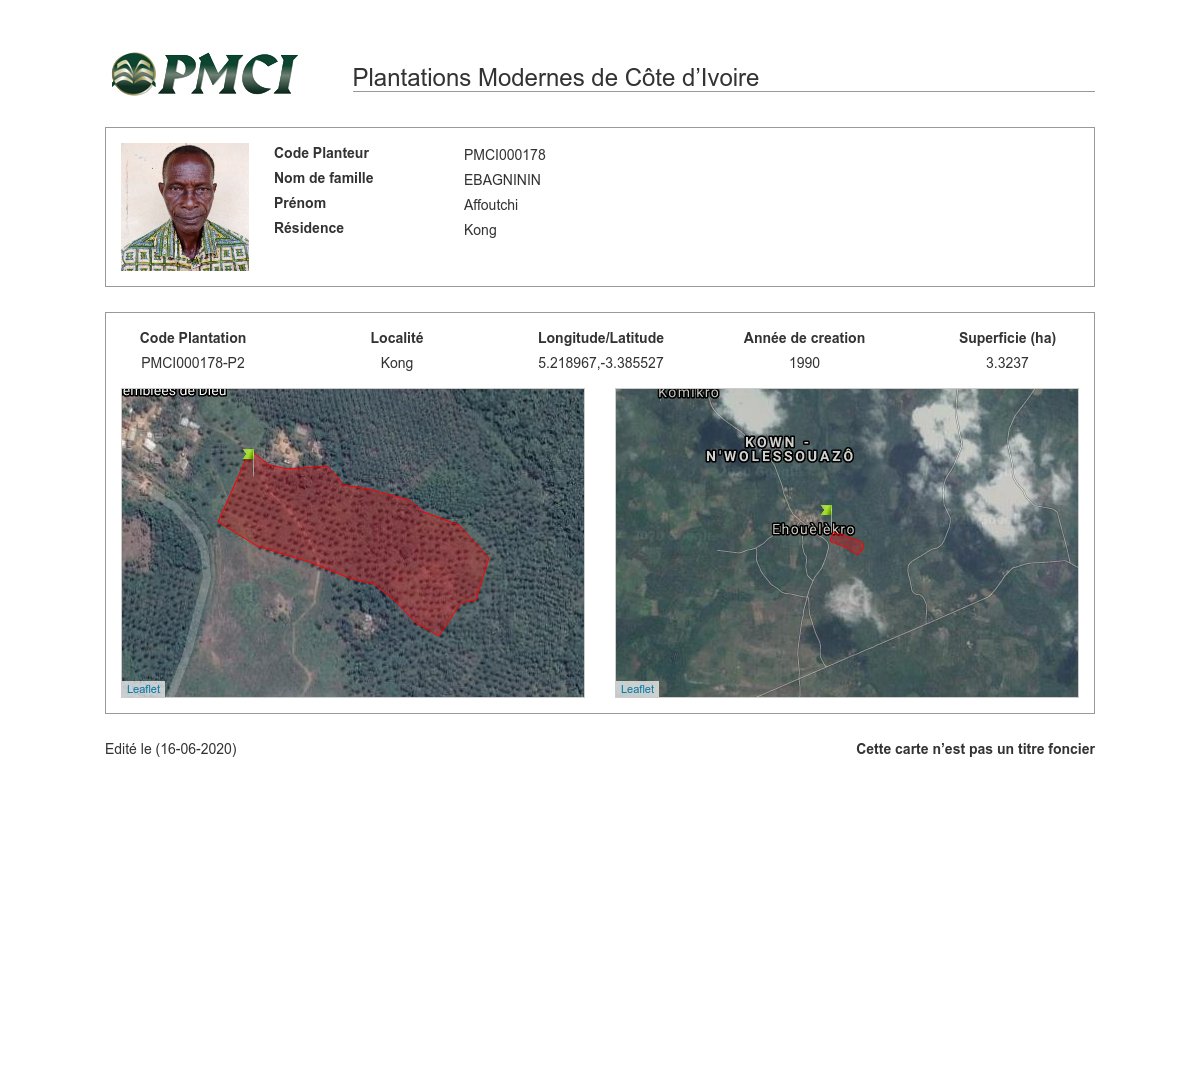 PMCI
Plantations Modernes de Côte d’Ivoire
Code Planteur PMCI000178
Nom de famille EBAGNININ
Prénom Affoutchi
Résidence Kong
Code Plantation Localité Longitude/Latitude Année de creation Superficie (ha)
PMCI000178-P2 Kong 5.218967,-3.385527 1990 3.3237
emblées de Dieu
Leaflet
Komikro
KOWN -
N'WOLESSOUAZÔ
Ehouèlèkro
Leaflet
Edité le (16-06-2020)
Cette carte n’est pas un titre foncier